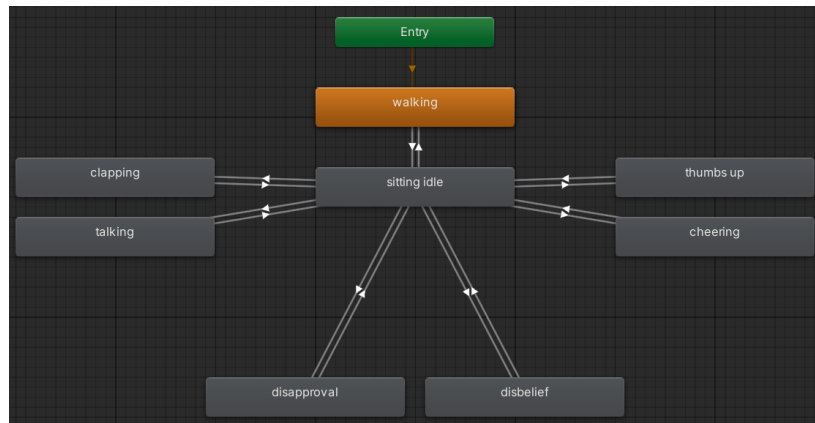 Entry
walking
clapping
sitting idle
thumbs up
talking
cheering
disapproval
disbelief